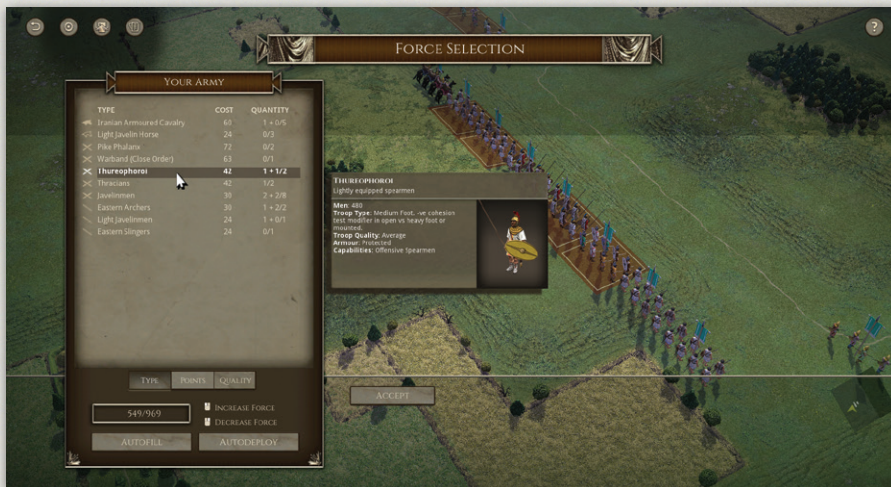 FORCE SELECTION
?
YOUR ARMY
TYPE COST QUANTITY
Iranian Armoured Cavalry 60 1 + 0/5
Light Javelin Horse 24 0/3
Pike Phalanx 72 0/2
Warband (Close Order) 63 0/1
Thureophoroi 42 1 + 1/2
Thracians 42 1/2
Javelinmen 30 2 + 2/8
Eastern Archers 30 1 + 2/2
Light Javelinmen 24 1 + 0/1
Eastern Slingers 24 0/1
THUREOPHOROI
Lightly equipped spearmen
Men: 480
Troop Type: Medium Foot. -ve cohesion
test modifier in open vs heavy foot or
mounted.
Troop Quality: Average
Armour: Protected
Capabilities: Offensive Spearmen
TYPE POINTS QUALITY
549/969
INCREASE FORCE
DECREASE FORCE
AUTOFILL AUTODEPLOY
ACCEPT